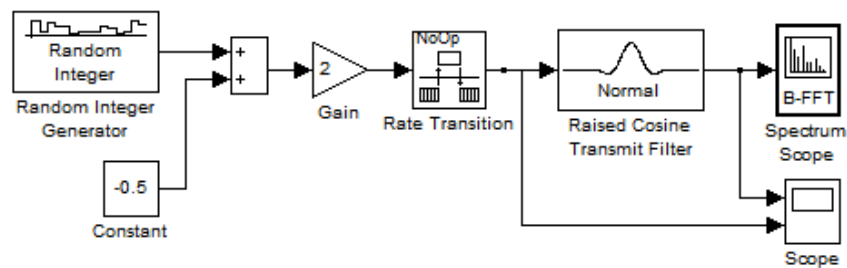 Random
Integer
Random Integer
Generator
-0.5
Constant
+
+
2
Gain
NoOp
Rate Transition
Normal
Raised Cosine
Transmit Filter
B-FFT
Spectrum
Scope
Scope